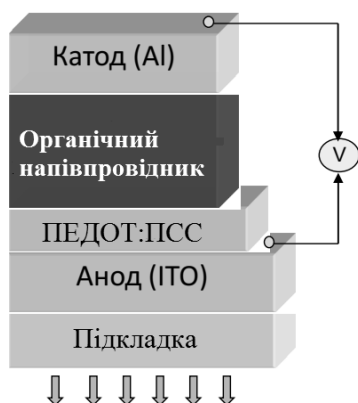 Катод (Al)
Органічний
напівпровідник
V
ПЕДОТ:ПСС
Анод (ITO)
Підкладка